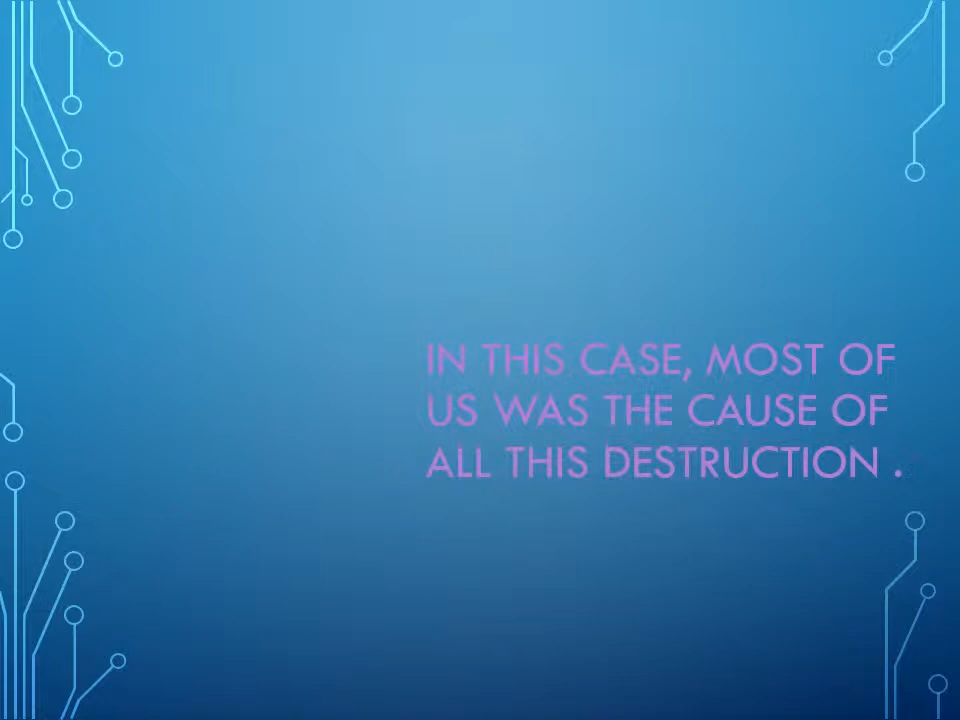 IN THIS CASE, MOST OF
US WAS THE CAUSE OF
ALL THIS DESTRUCTION .